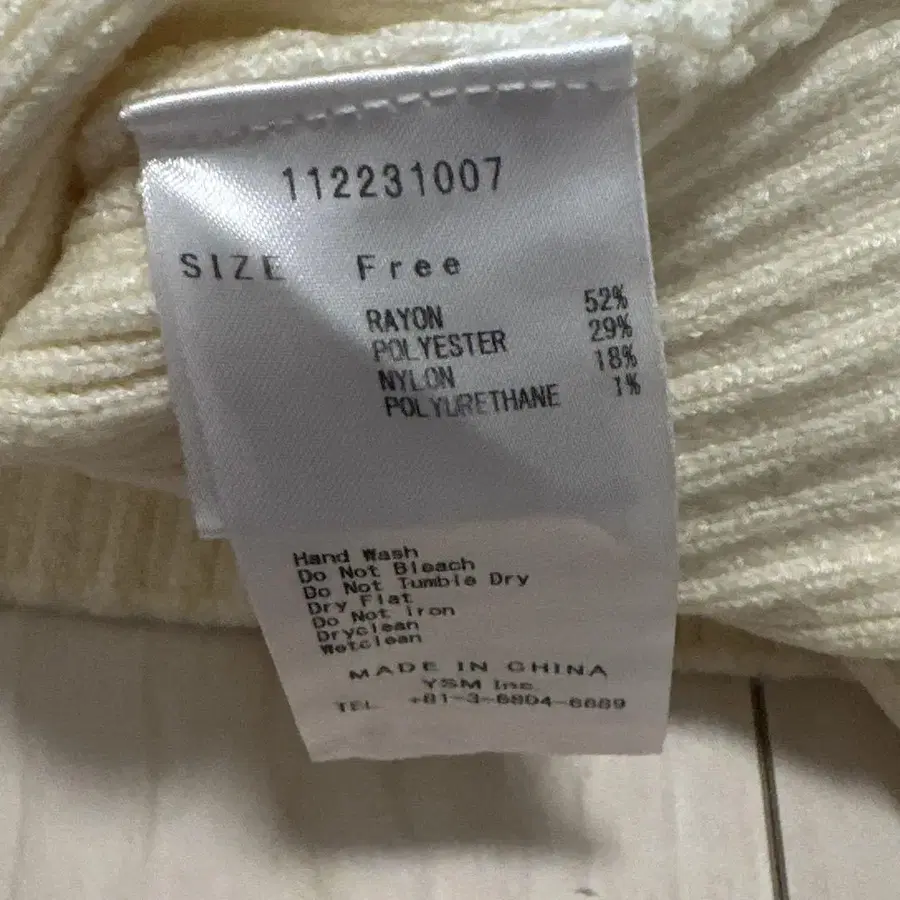 112231007
SIZE Free
RAYON 52%
POLYESTER 29%
NYLON 18%
POLYURETHANE 1%
Hand Wash
Do Not Bleach
Do Not Tumble Dry
Dry Flat
Do Not Iron
Dryclean
Wetclean
MADE IN CHINA
YSM Inc.
TEL +81-3-6804-6689